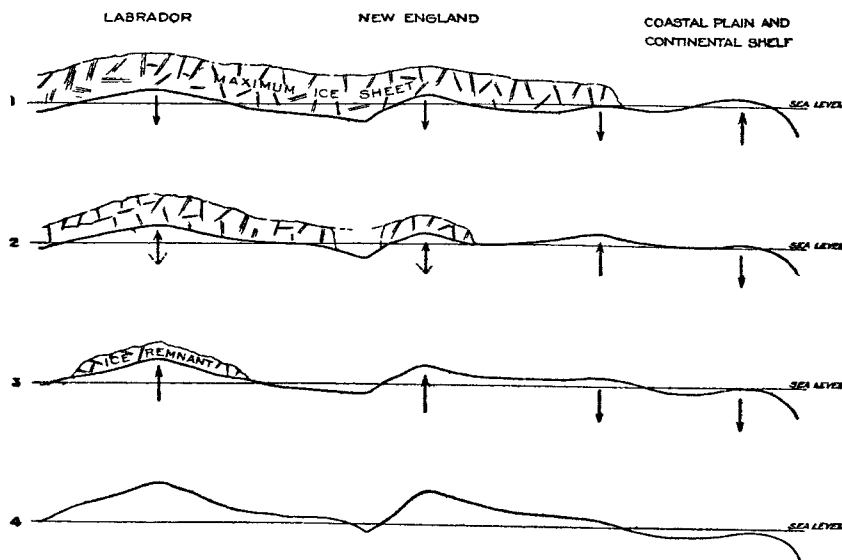 LABRADOR
NEW ENGLAND
COASTAL PLAIN AND
CONTINENTAL SHELF
MAXIMUM ICE SHEET
1
SEA LEVEL
2
SEA LEVEL
ICE REMNANT
3
SEA LEVEL
4
SEA LEVEL